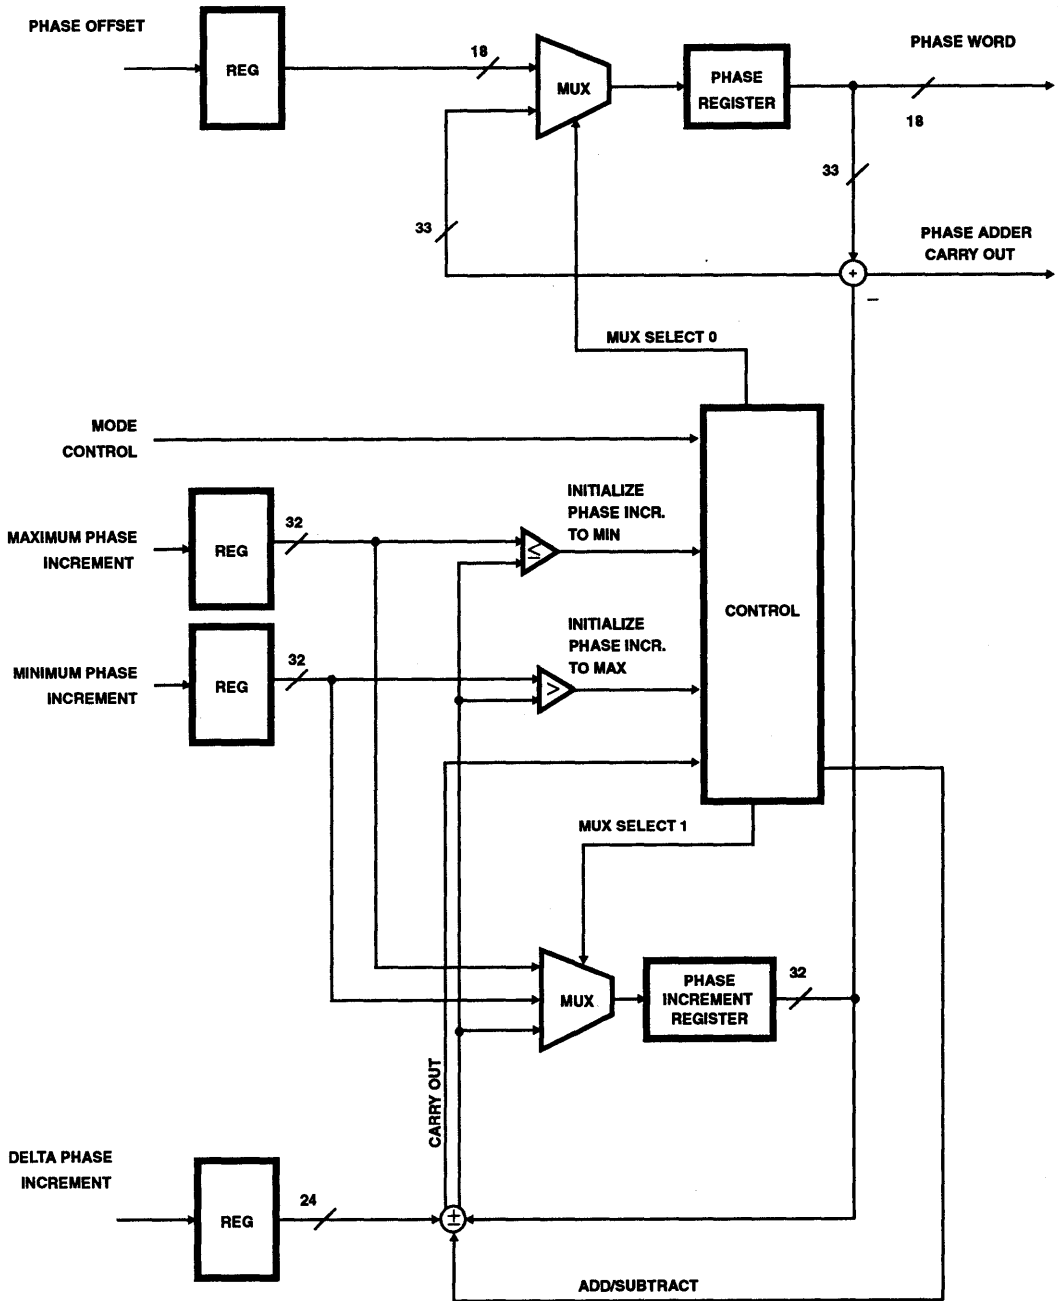 PHASE OFFSET
REG
18
MUX
PHASE
REGISTER
PHASE WORD
18
33
33
PHASE ADDER
CARRY OUT
+
–
MUX SELECT 0
MODE
CONTROL
MAXIMUM PHASE
INCREMENT
REG
32
≤
INITIALIZE
PHASE INCR.
TO MIN
CONTROL
MINIMUM PHASE
INCREMENT
REG
32
>
INITIALIZE
PHASE INCR.
TO MAX
MUX SELECT 1
MUX
PHASE
INCREMENT
REGISTER
32
CARRY OUT
DELTA PHASE
INCREMENT
REG
24
±
ADD/SUBTRACT